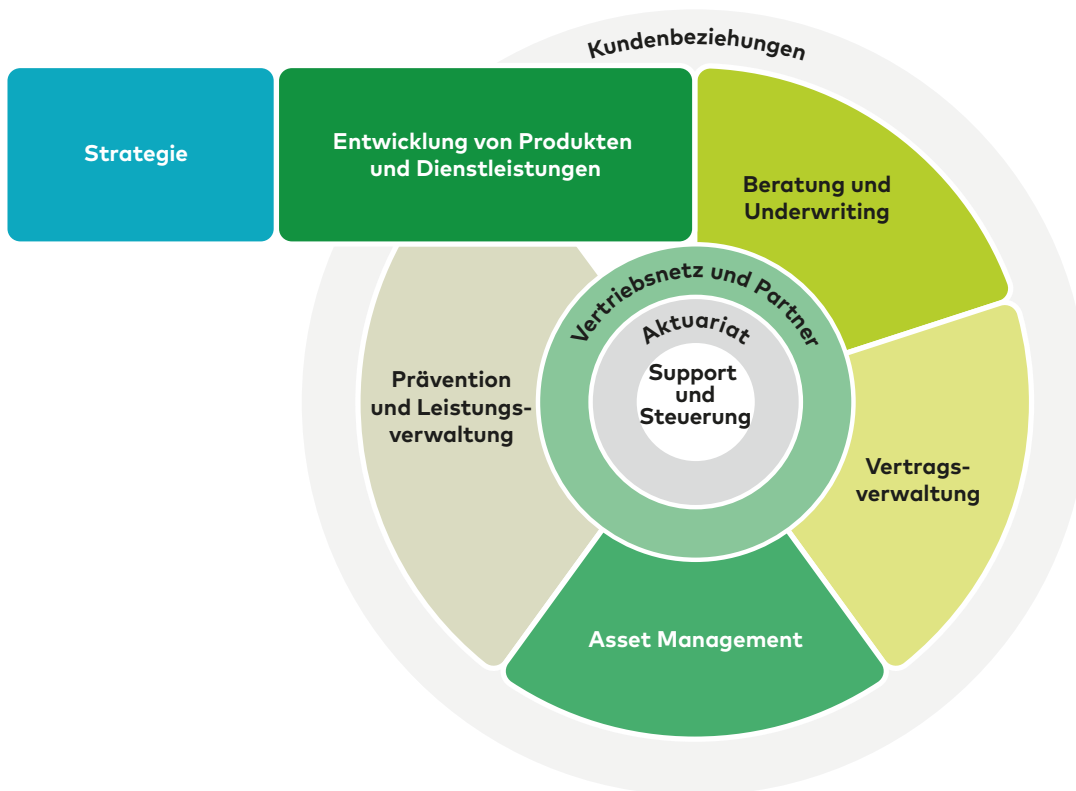 Kundenbeziehungen
Strategie
Entwicklung von Produkten
und Dienstleistungen
Beratung und
Underwriting
Vertriebsnetz und Partner
Aktuariat
Support
und
Steuerung
Prävention
und Leistungs-
verwaltung
Vertrags-
verwaltung
Asset Management